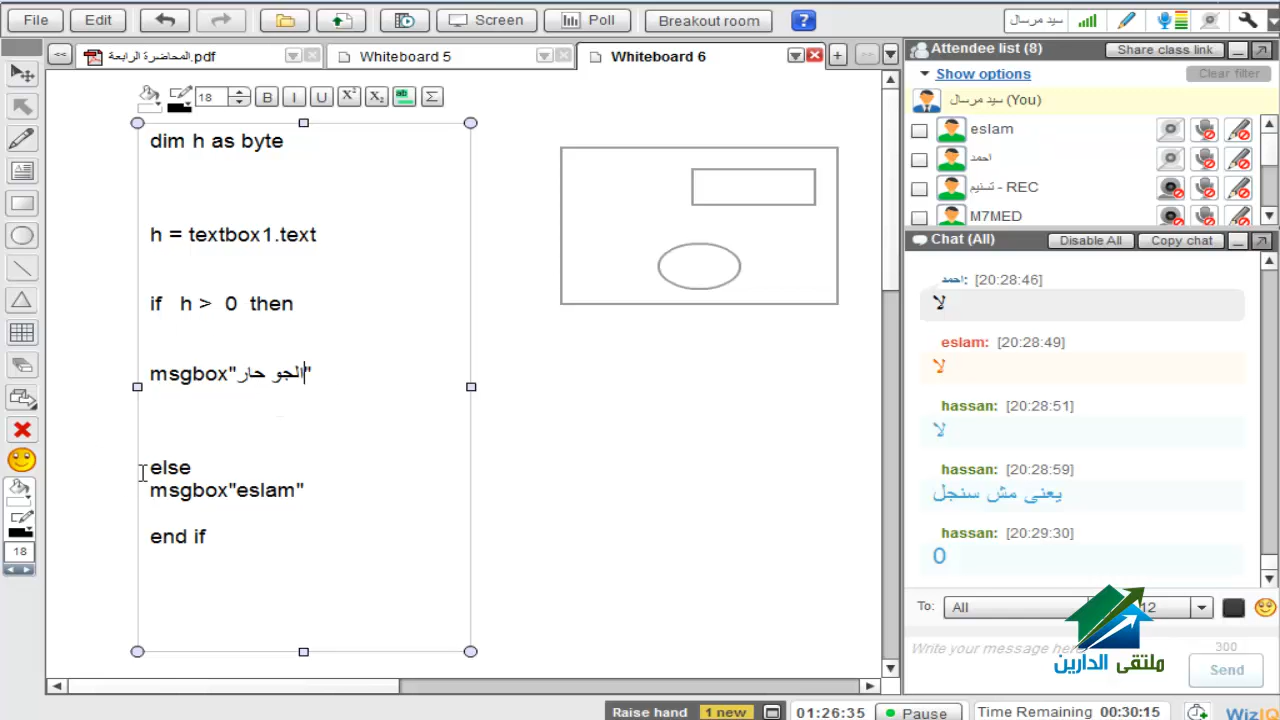 File Edit Screen Poll Breakout room ? سيد مرسال
<< المحاضرة الرابعة.pdf Whiteboard 5 Whiteboard 6 + >>
18 B I U X² X₂ ab Σ
dim h as byte
h = textbox1.text
if h > 0 then
msgbox"الجو حار"
else
msgbox"eslam"
end if
18
Attendee list (8) Share class link
Show options Clear filter
سيد مرسال (You)
eslam
احمد
تسنيم - REC
M7MED
Chat (All) Disable All Copy chat
احمد: [20:28:46]
لا
eslam: [20:28:49]
لا
hassan: [20:28:51]
لا
hassan: [20:28:59]
يعنى مش سنجل
hassan: [20:29:30]
0
To: All 12
Write your message here 300
Send
ملتقى الدارين
Raise hand 1 new 01:26:35 Pause Time Remaining 00:30:15 WizIQ